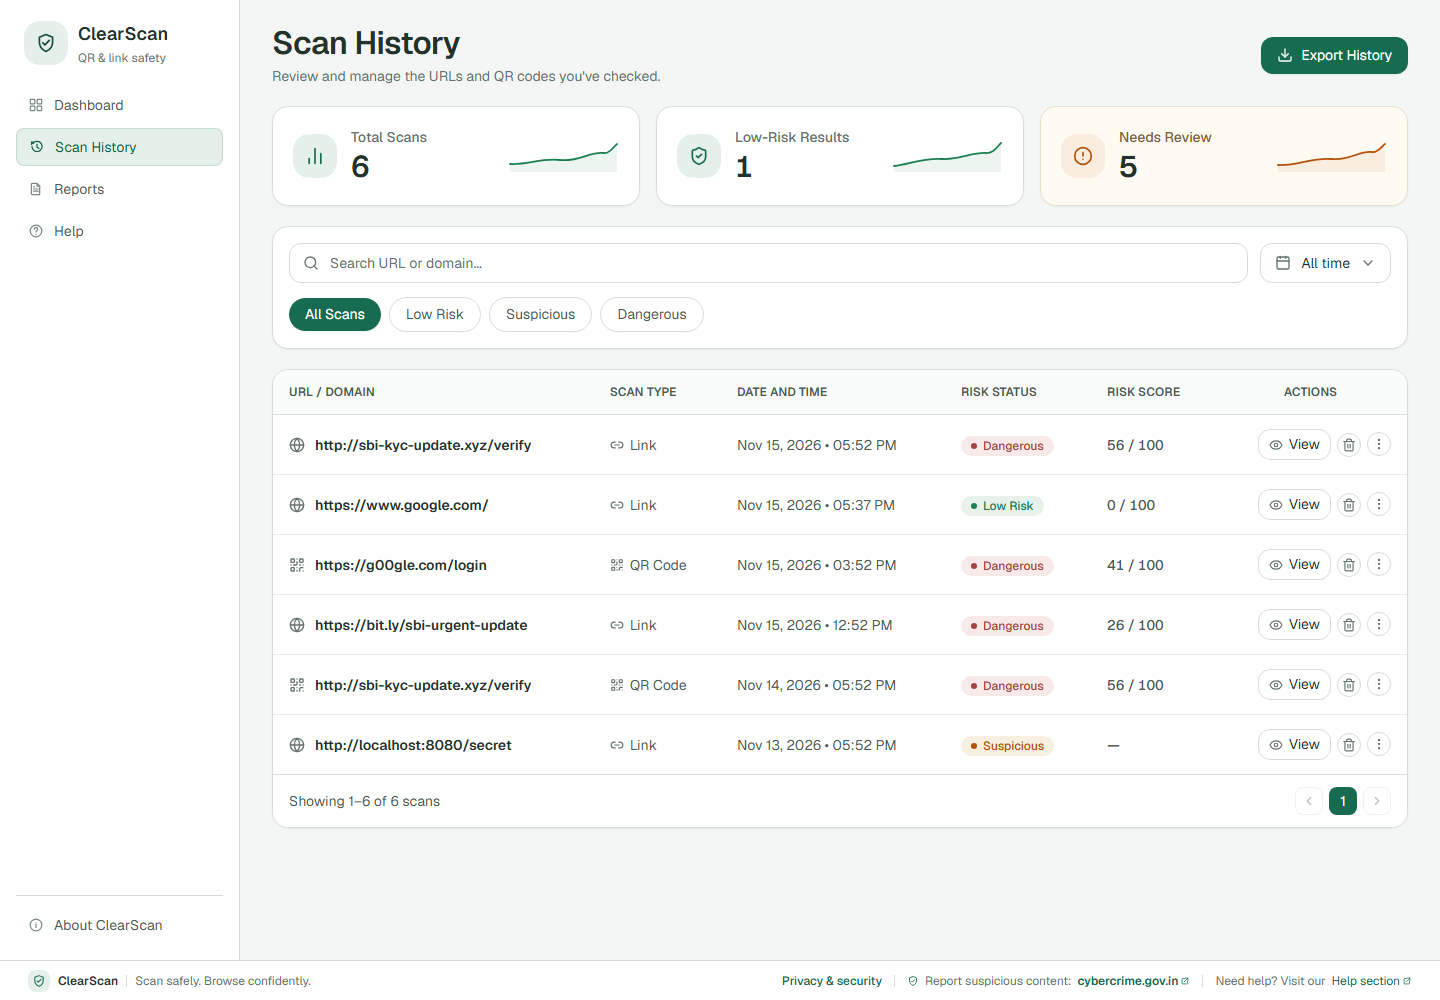 ClearScan
QR & link safety
Dashboard
Scan History
Reports
Help
About ClearScan
Scan History
Review and manage the URLs and QR codes you've checked.
Export History
Total Scans
6
Low-Risk Results
1
Needs Review
5
Search URL or domain...
All time
All Scans Low Risk Suspicious Dangerous
URL / DOMAIN SCAN TYPE DATE AND TIME RISK STATUS RISK SCORE ACTIONS
http://sbi-kyc-update.xyz/verify Link Nov 15, 2026 • 05:52 PM Dangerous 56 / 100 View
https://www.google.com/ Link Nov 15, 2026 • 05:37 PM Low Risk 0 / 100 View
https://g00gle.com/login QR Code Nov 15, 2026 • 03:52 PM Dangerous 41 / 100 View
https://bit.ly/sbi-urgent-update Link Nov 15, 2026 • 12:52 PM Dangerous 26 / 100 View
http://sbi-kyc-update.xyz/verify QR Code Nov 14, 2026 • 05:52 PM Dangerous 56 / 100 View
http://localhost:8080/secret Link Nov 13, 2026 • 05:52 PM Suspicious — View
Showing 1–6 of 6 scans
1
ClearScan Scan safely. Browse confidently. Privacy & security Report suspicious content: cybercrime.gov.in Need help? Visit our Help section